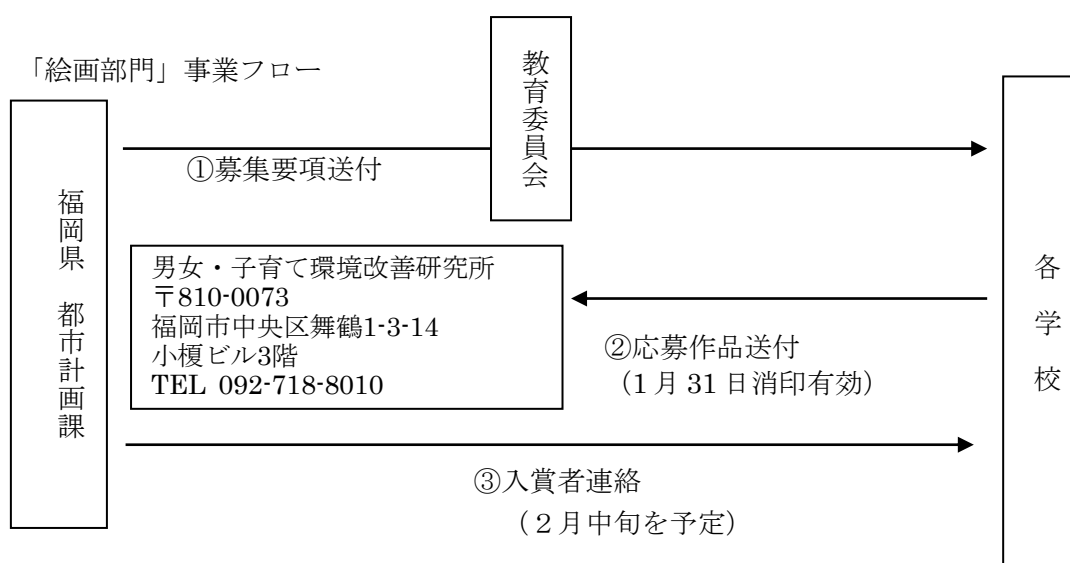 「絵画部門」事業フロー
教育委員会
①募集要項送付
福岡県 都市計画課
男女・子育て環境改善研究所
〒810-0073
福岡市中央区舞鶴1-3-14
小榎ビル3階
TEL 092-718-8010
②応募作品送付
（1月31日消印有効）
各学校
③入賞者連絡
（２月中旬を予定）